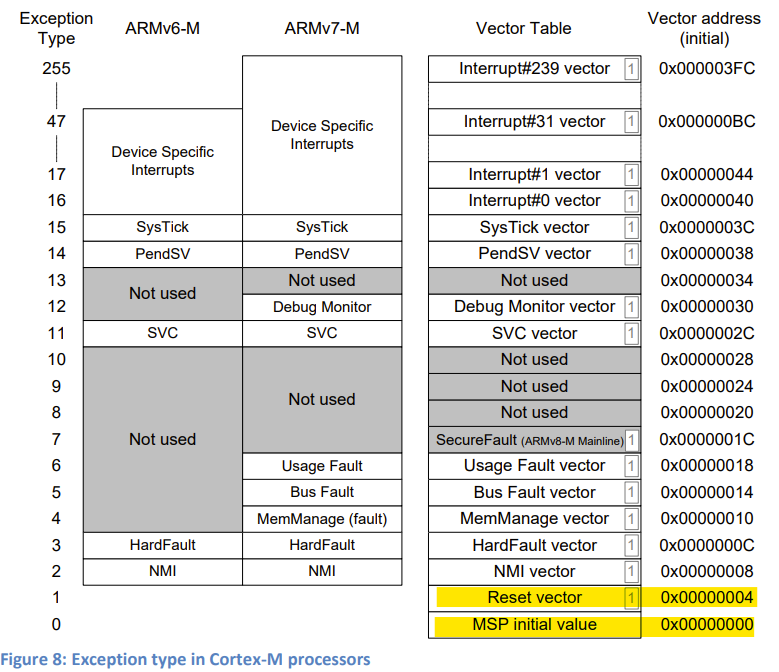 Exception Type ARMv6-M ARMv7-M Vector Table Vector address (initial)
255 Interrupt#239 vector 1 0x000003FC
47 Device Specific Interrupts Interrupt#31 vector 1 0x000000BC
Device Specific Interrupts
17 Interrupt#1 vector 1 0x00000044
16 Interrupt#0 vector 1 0x00000040
15 SysTick SysTick SysTick vector 1 0x0000003C
14 PendSV PendSV PendSV vector 1 0x00000038
13 Not used Not used Not used 0x00000034
12 Debug Monitor Debug Monitor vector 1 0x00000030
11 SVC SVC SVC vector 1 0x0000002C
10 Not used 0x00000028
9 Not used Not used 0x00000024
8 Not used 0x00000020
7 Not used SecureFault (ARMv8-M Mainline) 1 0x0000001C
6 Usage Fault Usage Fault vector 1 0x00000018
5 Bus Fault Bus Fault vector 1 0x00000014
4 MemManage (fault) MemManage vector 1 0x00000010
3 HardFault HardFault HardFault vector 1 0x0000000C
2 NMI NMI NMI vector 1 0x00000008
1 Reset vector 1 0x00000004
0 MSP initial value 0x00000000
Figure 8: Exception type in Cortex-M processors